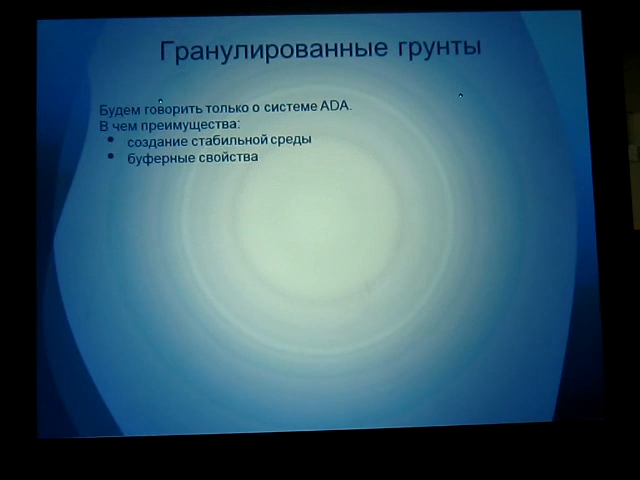 Гранулированные грунты
Будем говорить только о системе ADA.
В чем преимущества:
• создание стабильной среды
• буферные свойства